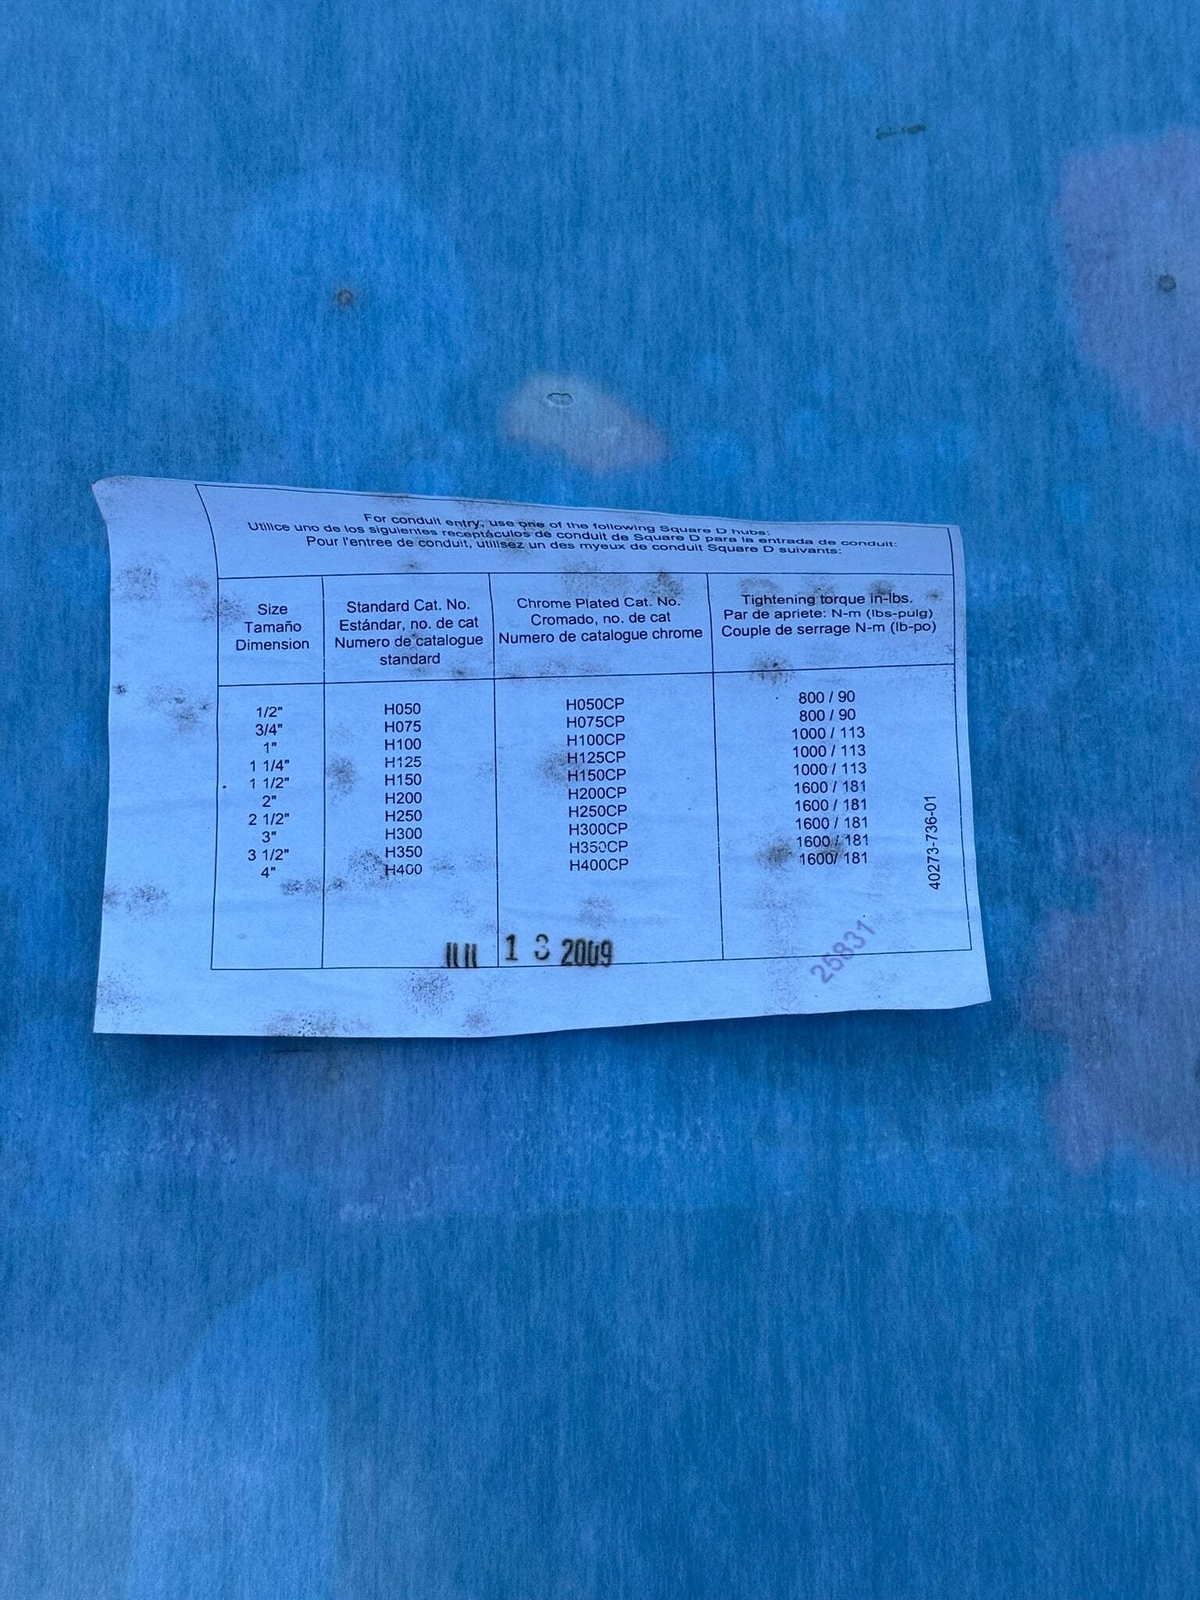 For conduit entry, use one of the following Square D hubs:
Utilice uno de los siguientes receptáculos de conduit de Square D para la entrada de conduit:
Pour l'entree de conduit, utilisez un des myeux de conduit Square D suivants:
Size Standard Cat. No. Chrome Plated Cat. No. Tightening torque in-lbs.
Tamaño Estándar, no. de cat Cromado, no. de cat Par de apriete: N-m (lbs-pulg)
Dimension Numero de catalogue Numero de catalogue chrome Couple de serrage N-m (lb-po)
standard
1/2" H050 H050CP 800 / 90
3/4" H075 H075CP 800 / 90
1" H100 H100CP 1000 / 113
1 1/4" H125 H125CP 1000 / 113
1 1/2" H150 H150CP 1000 / 113
2" H200 H200CP 1600 / 181
2 1/2" H250 H250CP 1600 / 181
3" H300 H300CP 1600 / 181
3 1/2" H350 H350CP 1600 / 181
4" H400 H400CP 1600/ 181
40273-736-01
13 2009
25831